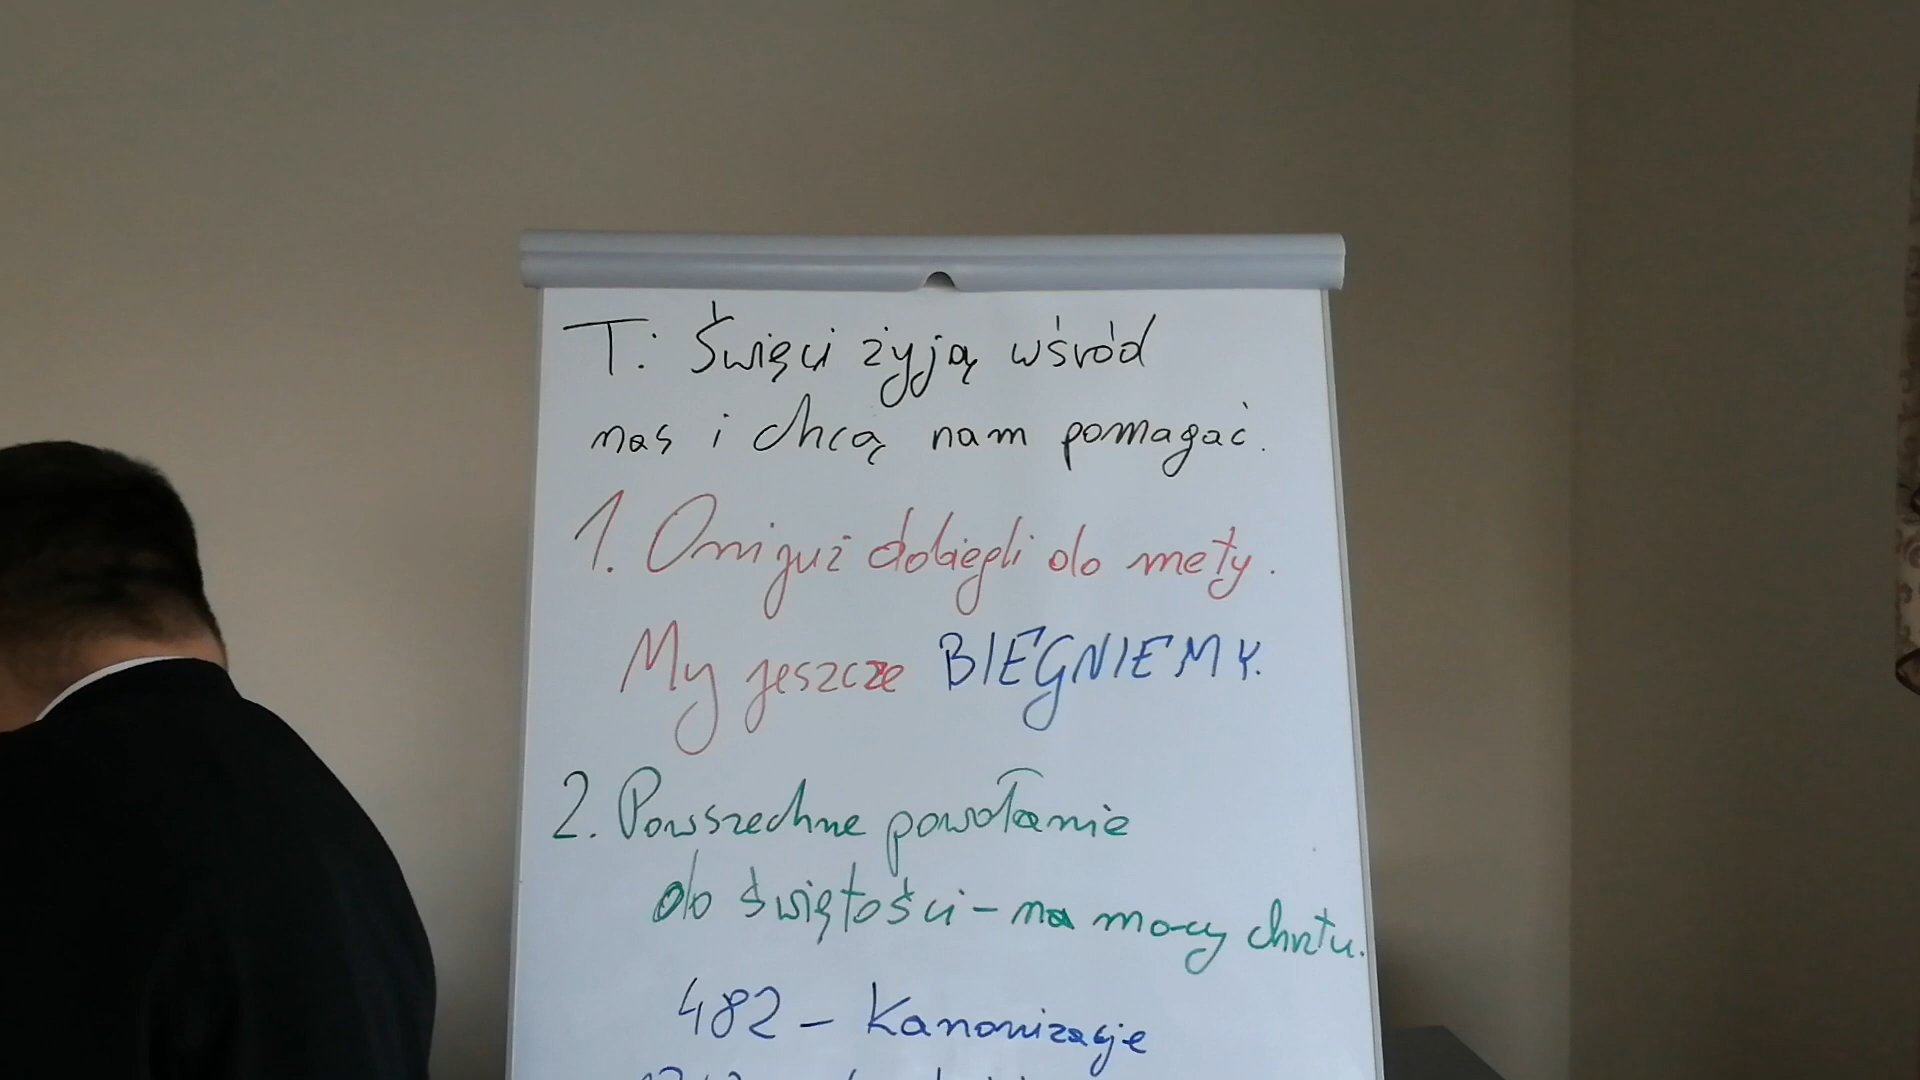 T: Święci żyją wśród
nas i chcą nam pomagać.
1. Oni już dobiegli do mety.
My jeszcze BIEGNIEMY.
2. Powszechne powołanie
do świętości - na mocy chrztu.
482 - Kanonizacje